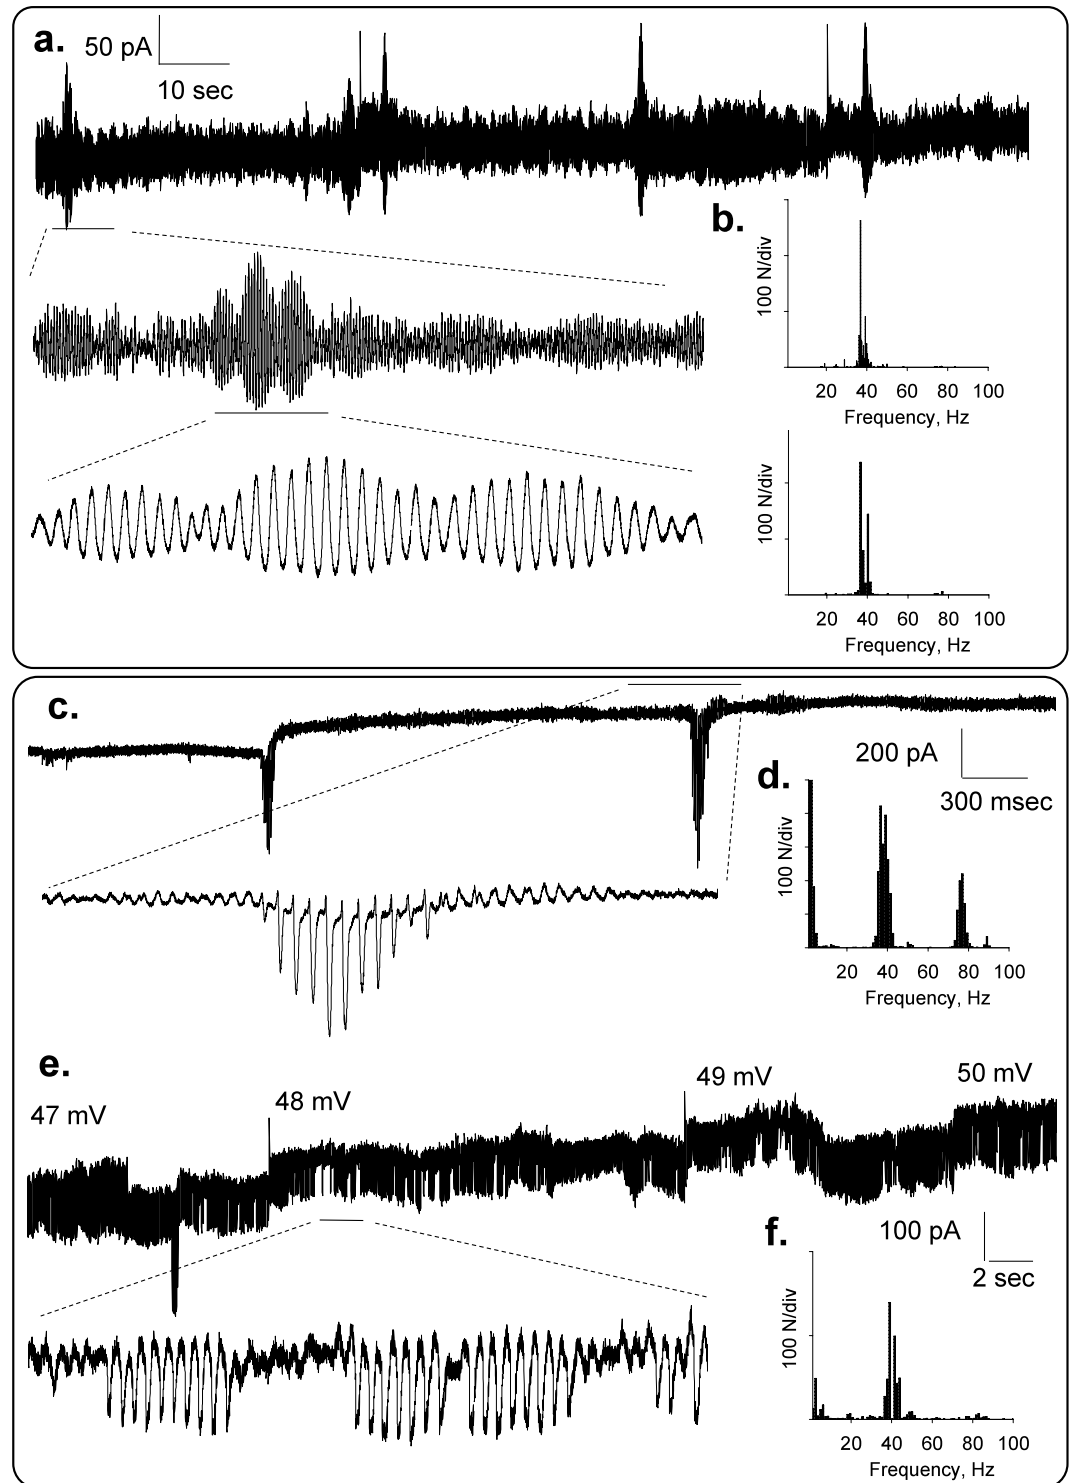 a.
50 pA
10 sec
b.
100 N/div
20 40 60 80 100
Frequency, Hz
100 N/div
20 40 60 80 100
Frequency, Hz
c.
200 pA
300 msec
d.
100 N/div
20 40 60 80 100
Frequency, Hz
e.
47 mV
48 mV
49 mV
50 mV
f.
100 pA
2 sec
100 N/div
20 40 60 80 100
Frequency, Hz